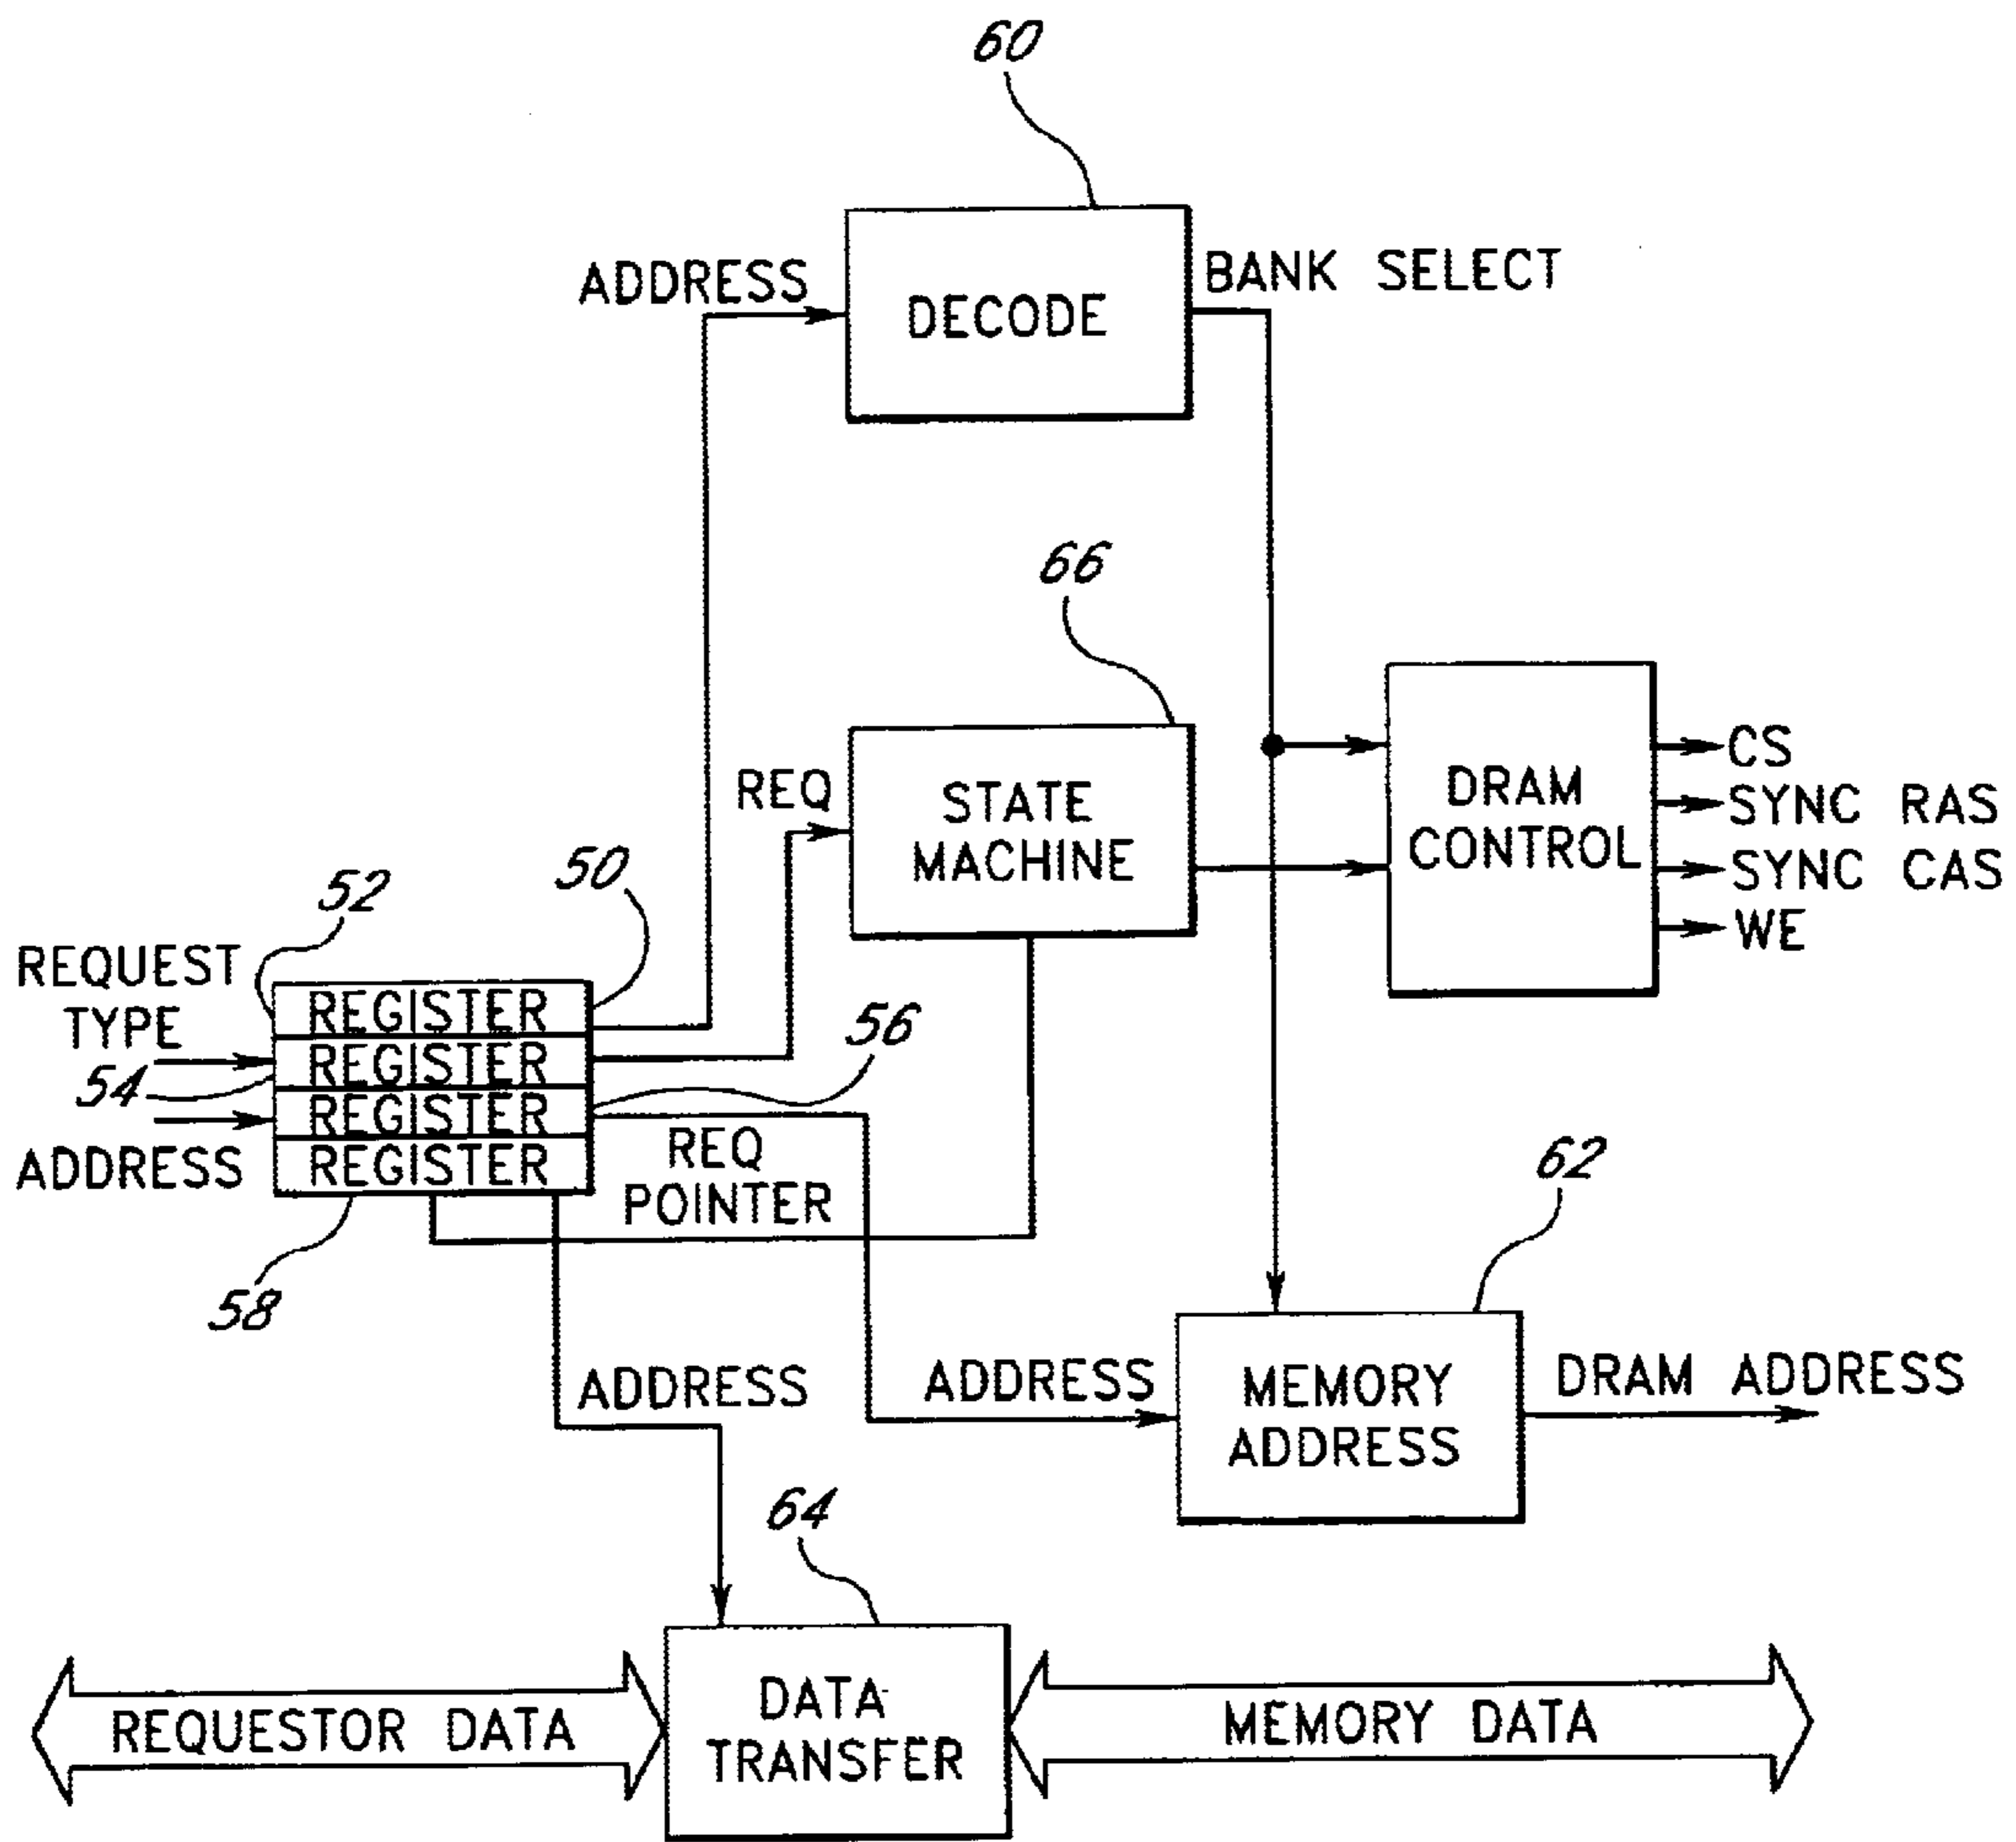 60
ADDRESS
DECODE
BANK SELECT
66
REQ
STATE
MACHINE
DRAM
CONTROL
CS
SYNC RAS
SYNC CAS
WE
52
50
REQUEST
TYPE
54
ADDRESS
REGISTER
REGISTER
REGISTER
REGISTER
56
58
REQ
POINTER
62
ADDRESS
ADDRESS
MEMORY
ADDRESS
DRAM ADDRESS
64
REQUESTOR DATA
DATA
TRANSFER
MEMORY DATA